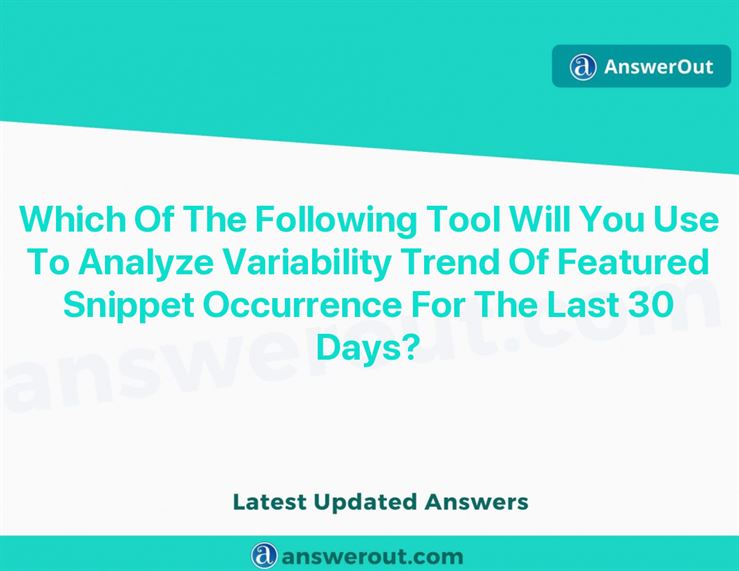 a AnswerOut
Which Of The Following Tool Will You Use
To Analyze Variability Trend Of Featured
Snippet Occurrence For The Last 30
Days?
answerout.com
Latest Updated Answers
a answerout.com